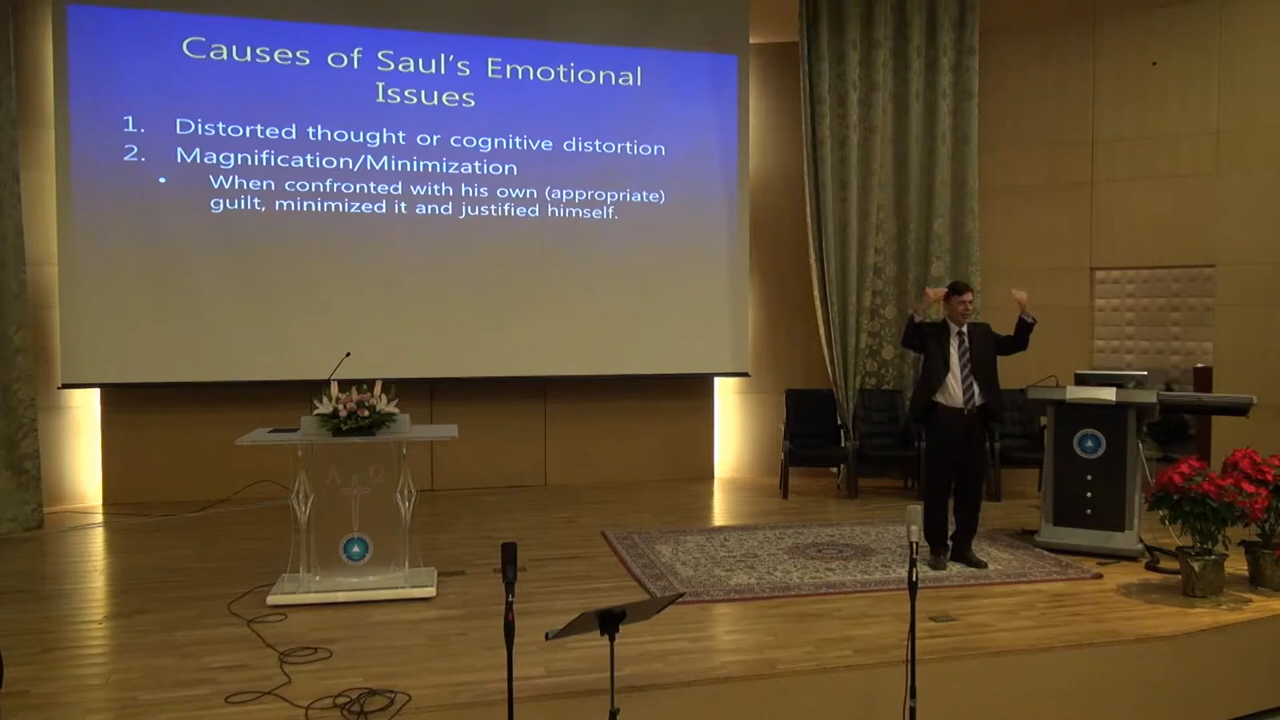 Causes of Saul's Emotional
Issues
1. Distorted thought or cognitive distortion
2. Magnification/Minimization
• When confronted with his own (appropriate)
guilt, minimized it and justified himself.
Α Ω